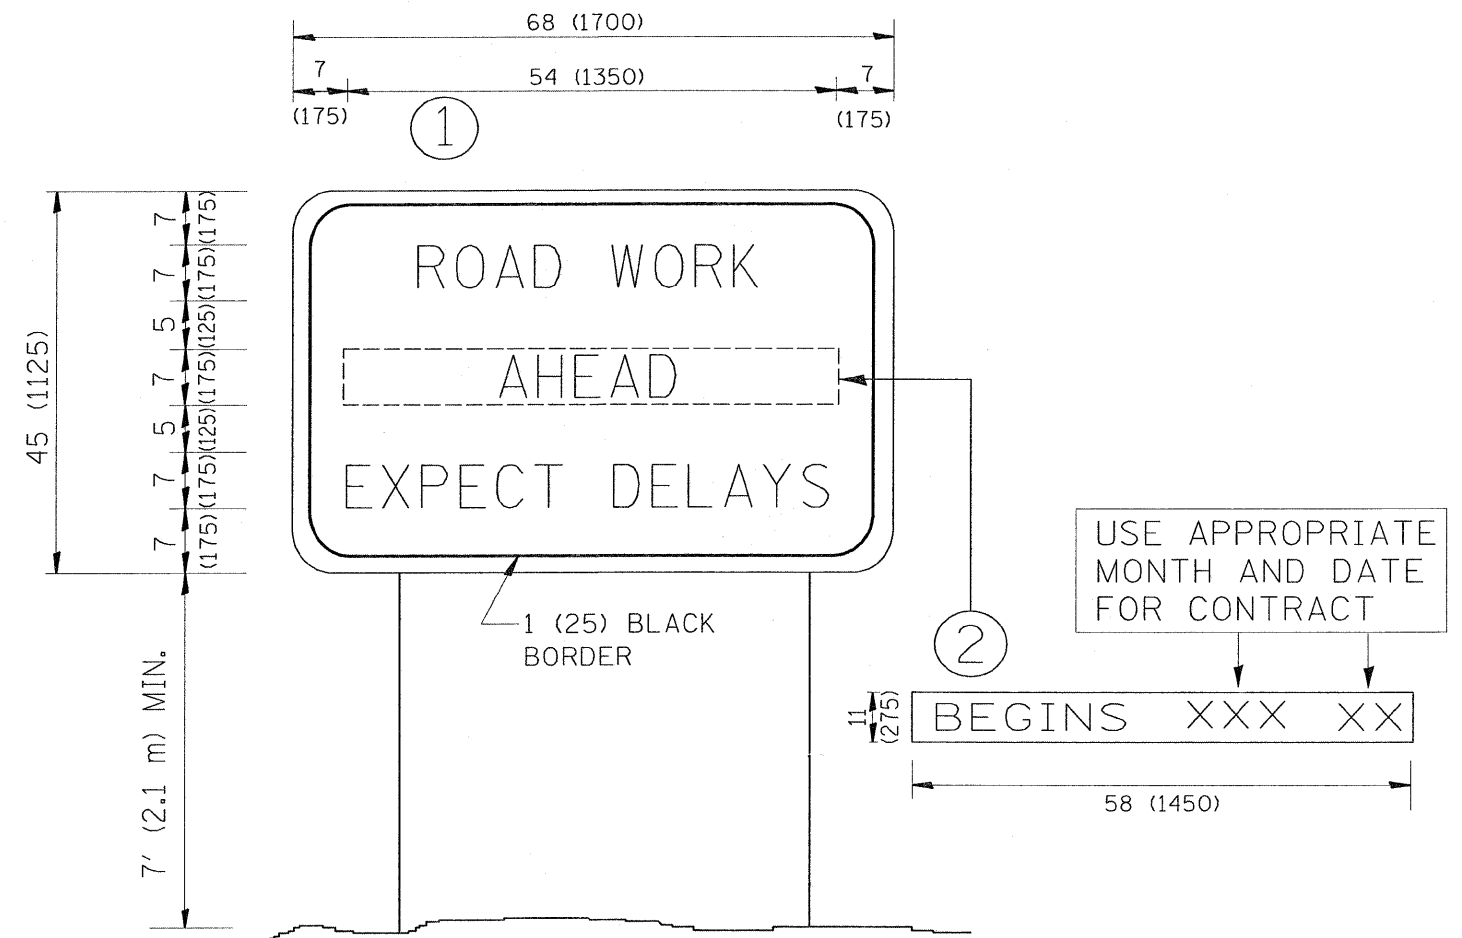 68 (1700)
7
54 (1350)
7
(175)
(175)
1
45 (1125)
7 (175)
7 (175)
5 (125)
7 (175)
5 (125)
7 (175)
7 (175)
ROAD WORK
AHEAD
EXPECT DELAYS
1 (25) BLACK
BORDER
7' (2.1 m) MIN.
2
USE APPROPRIATE
MONTH AND DATE
FOR CONTRACT
11
(275)
BEGINS XXX XX
58 (1450)